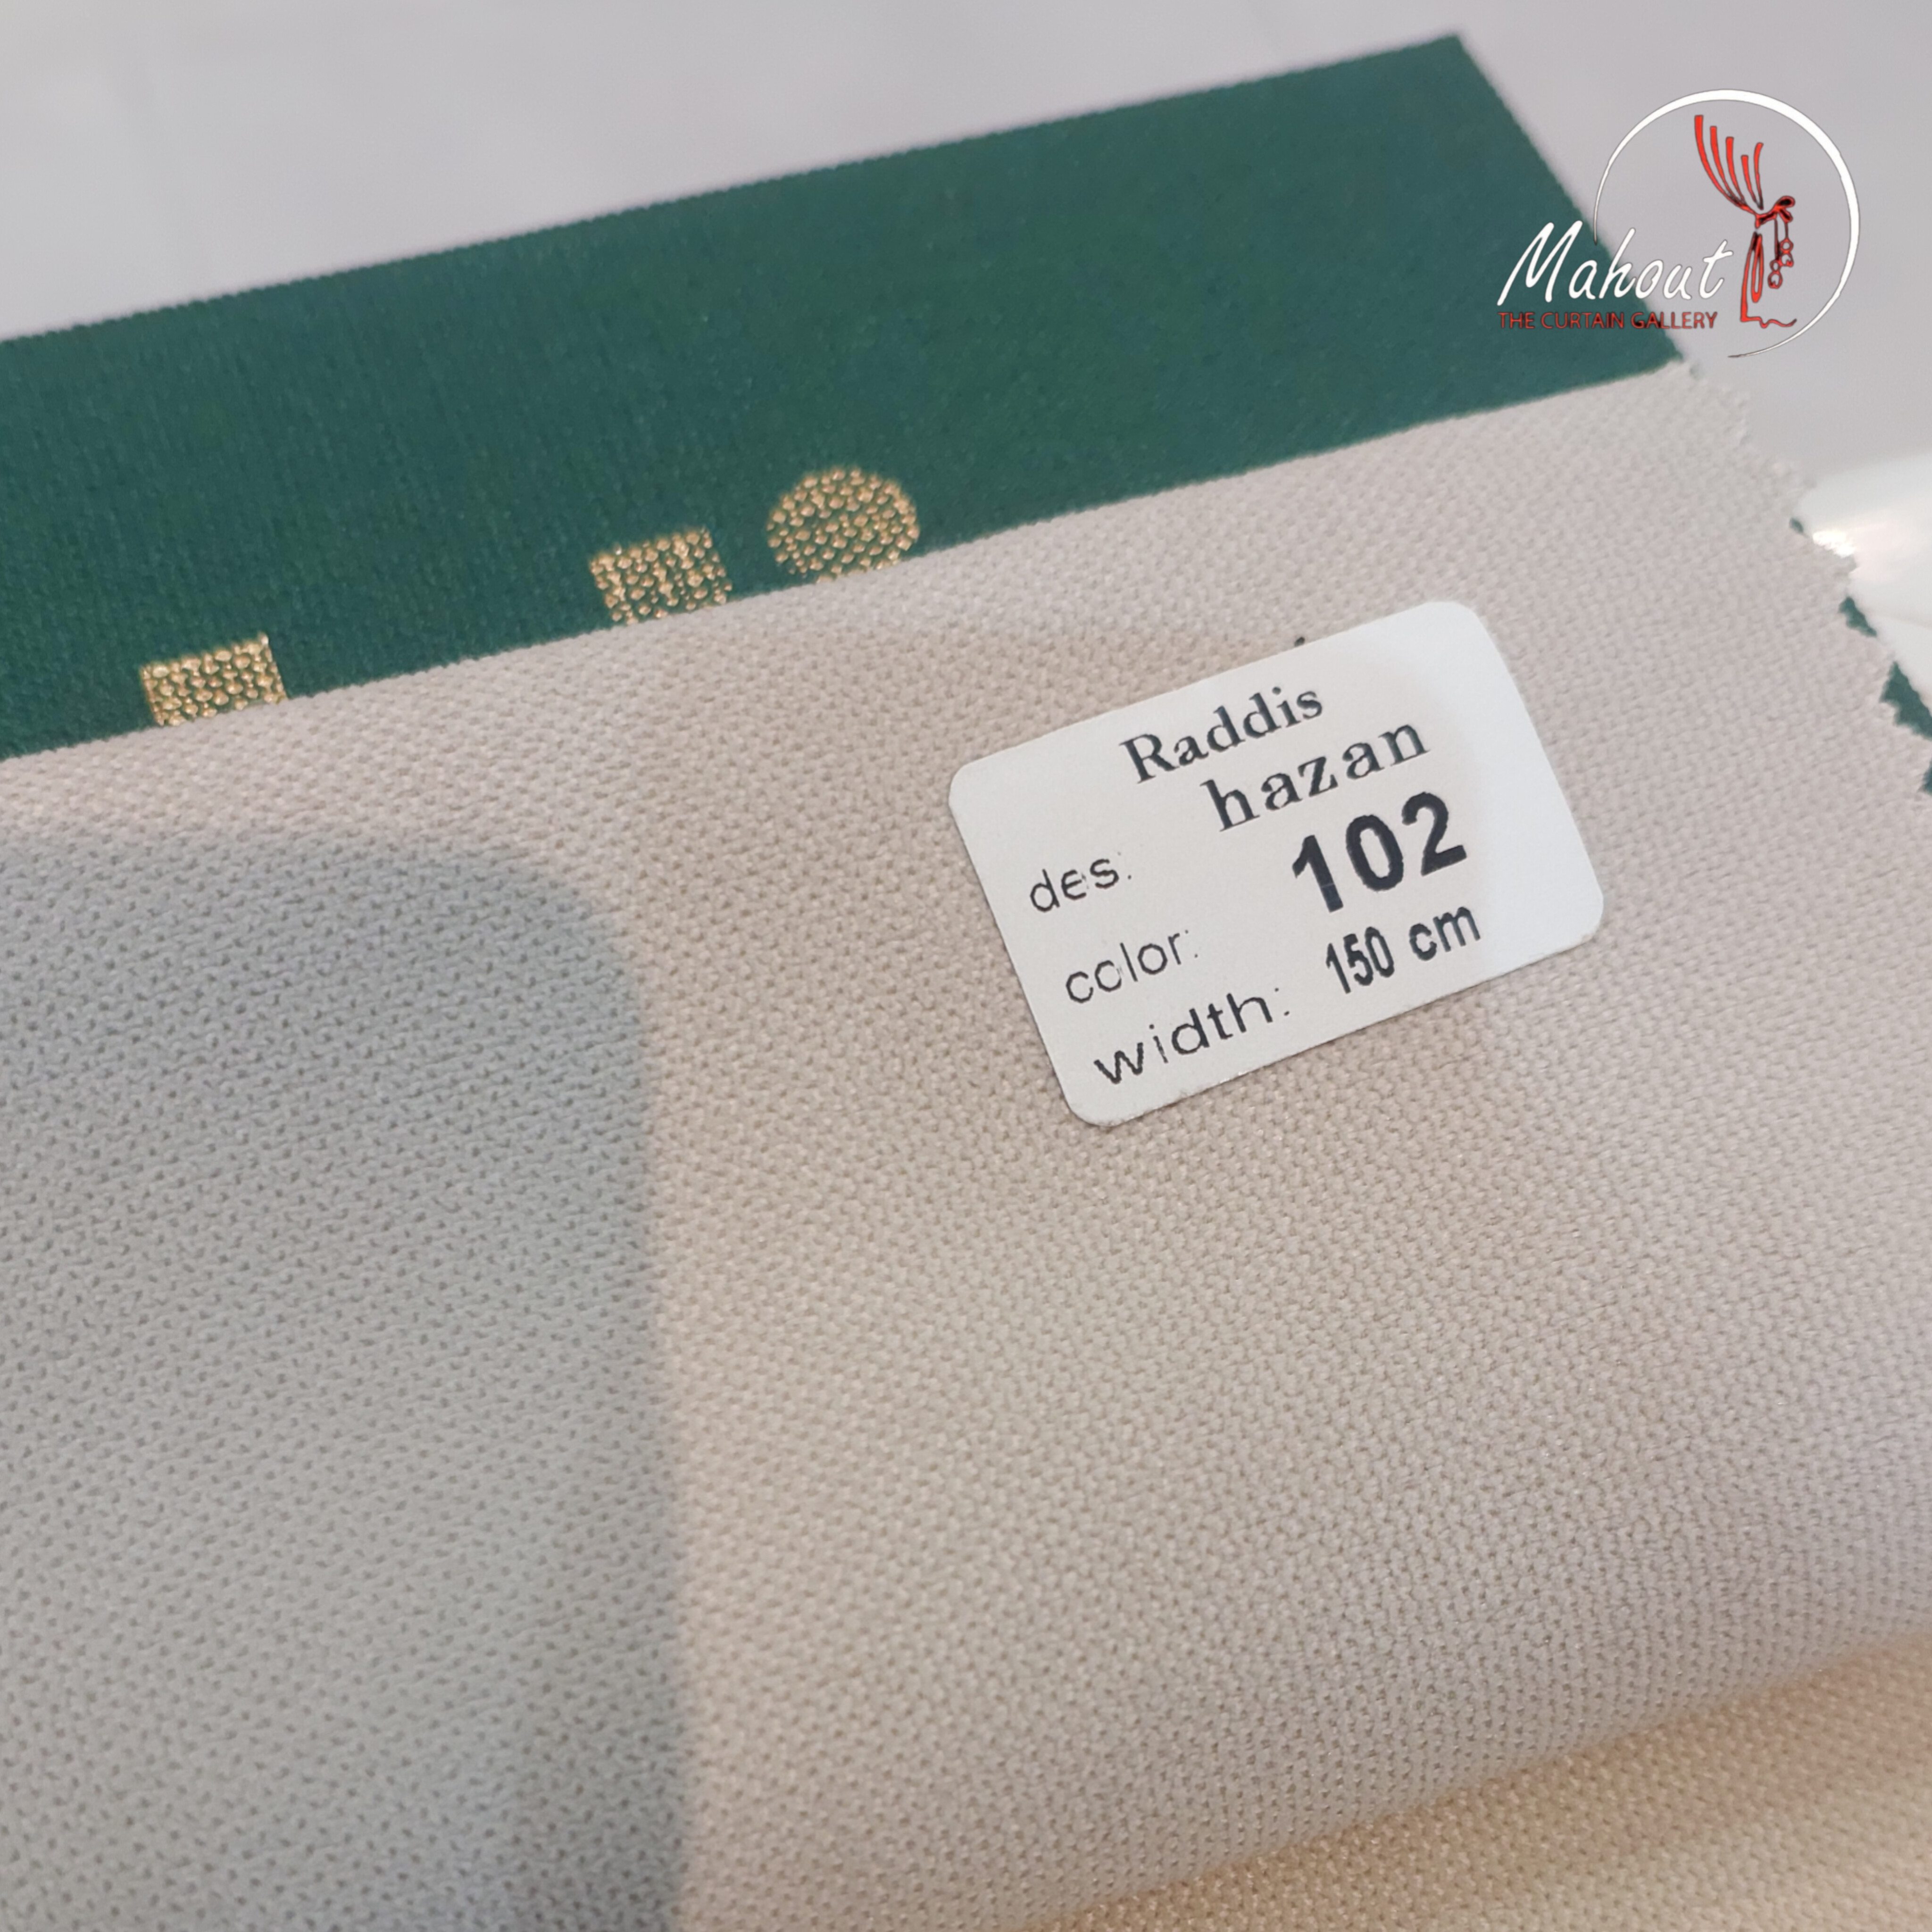 Mahout
THE CURTAIN GALLERY
Raddis
des: hazan
color: 102
width: 150 cm